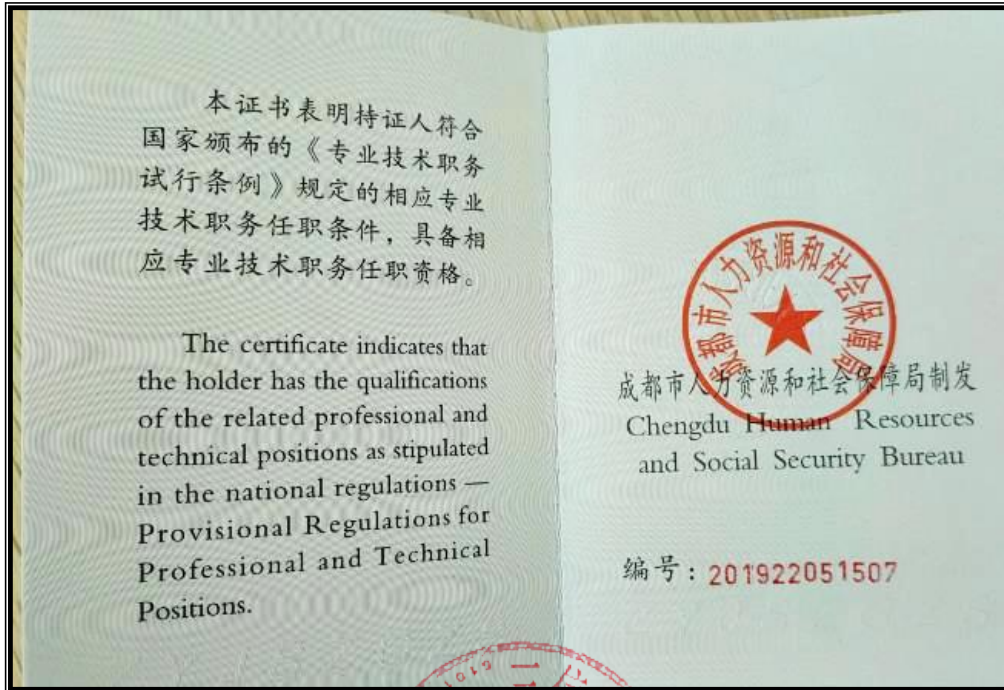 本证书表明持证人符合
国家颁布的《专业技术职务
试行条例》规定的相应专业
技术职务任职条件，具备相
应专业技术职务任职资格。
The certificate indicates that
the holder has the qualifications
of the related professional and
technical positions as stipulated
in the national regulations —
Provisional Regulations for
Professional and Technical
Positions.
成都市人力资源和社会保障局
成都市人力资源和社会保障局制发
Chengdu Human Resources
and Social Security Bureau
编号：201922051507